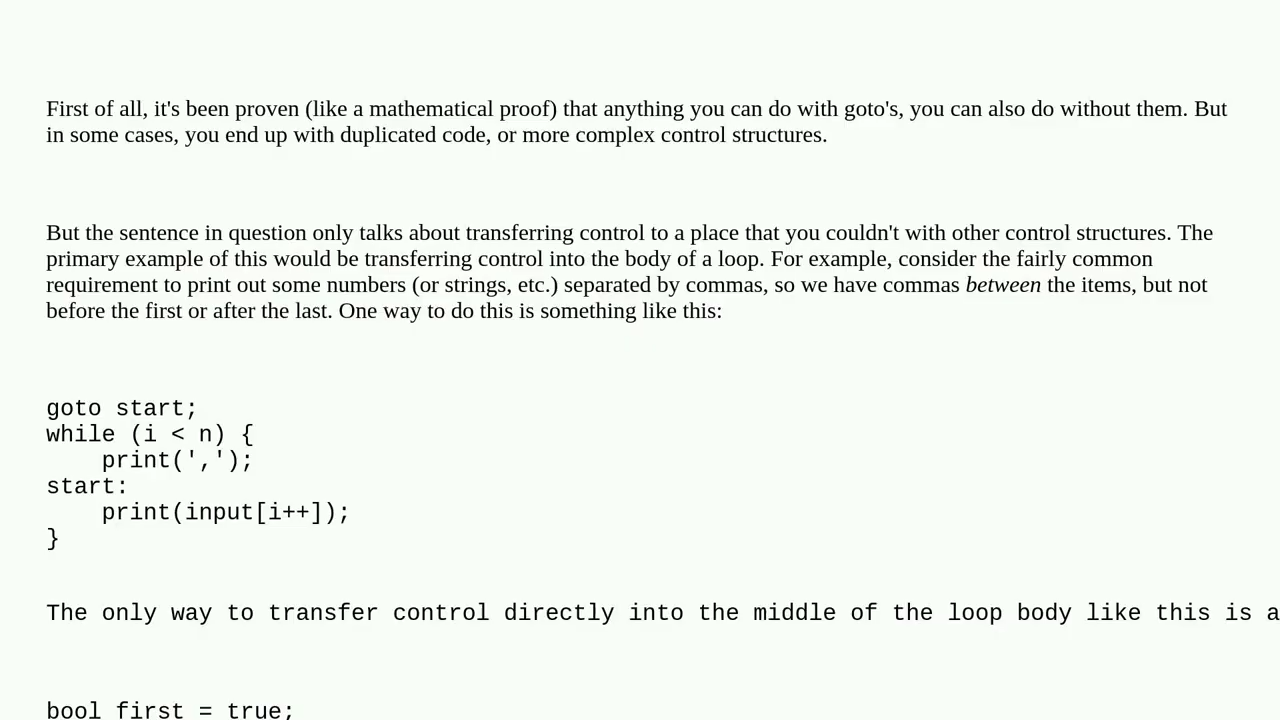 First of all, it's been proven (like a mathematical proof) that anything you can do with goto's, you can also do without them. But
in some cases, you end up with duplicated code, or more complex control structures.
But the sentence in question only talks about transferring control to a place that you couldn't with other control structures. The
primary example of this would be transferring control into the body of a loop. For example, consider the fairly common
requirement to print out some numbers (or strings, etc.) separated by commas, so we have commas between the items, but not
before the first or after the last. One way to do this is something like this:
goto start;
while (i < n) {
    print(',');
start:
    print(input[i++]);
}
The only way to transfer control directly into the middle of the loop body like this is a
bool first = true;